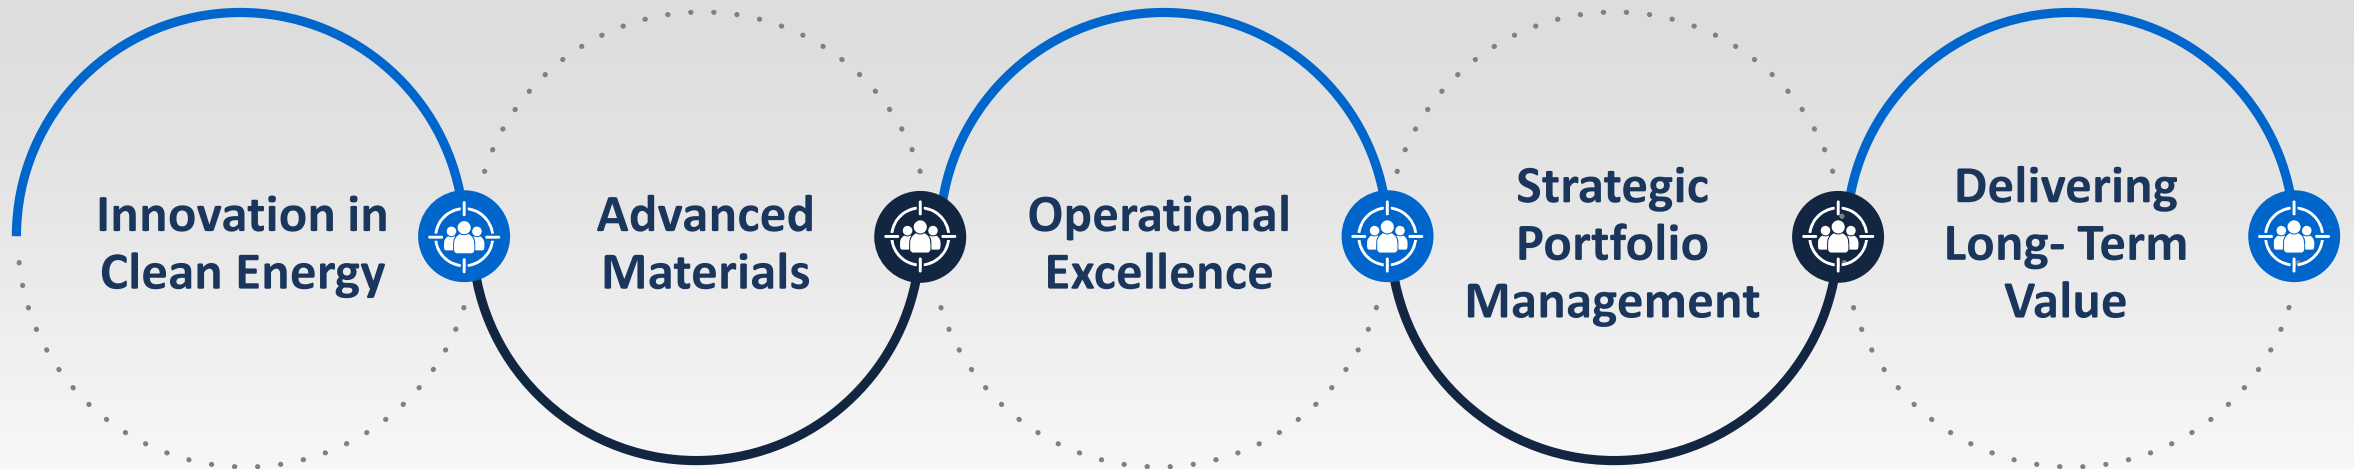 Innovation in
Clean Energy
Advanced
Materials
Operational
Excellence
Strategic
Portfolio
Management
Delivering
Long- Term
Value